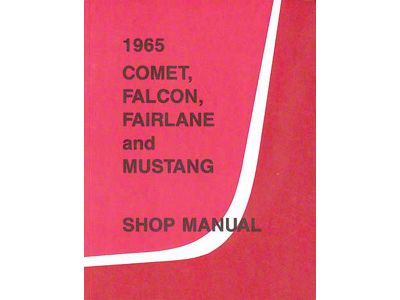 1965
COMET,
FALCON,
FAIRLANE
and
MUSTANG
SHOP MANUAL